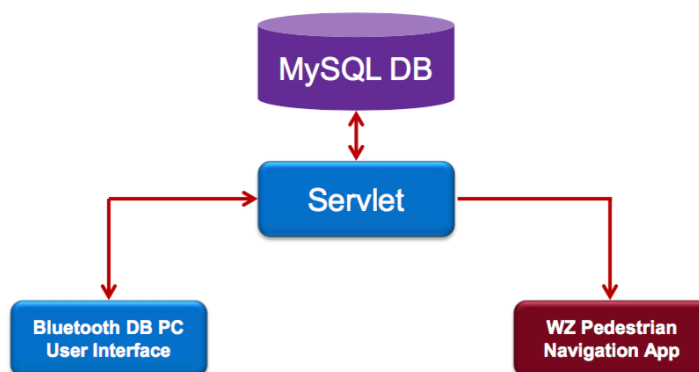 MySQL DB
Servlet
Bluetooth DB PC
User Interface
WZ Pedestrian
Navigation App